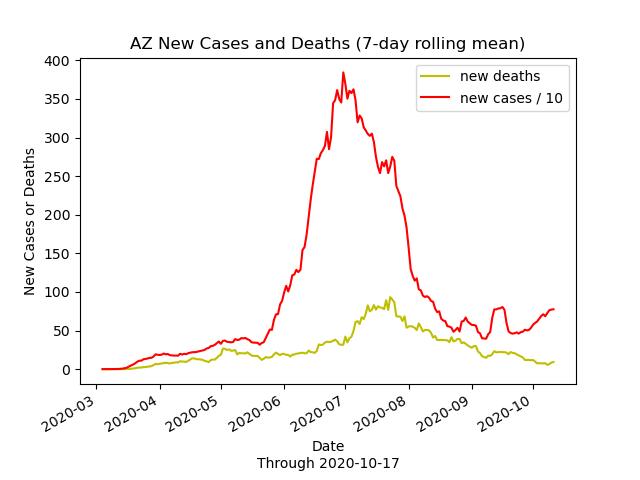 AZ New Cases and Deaths (7-day rolling mean)
new deaths
new cases / 10
New Cases or Deaths
400
350
300
250
200
150
100
50
0
2020-03
2020-04
2020-05
2020-06
2020-07
2020-08
2020-09
2020-10
Date
Through 2020-10-17